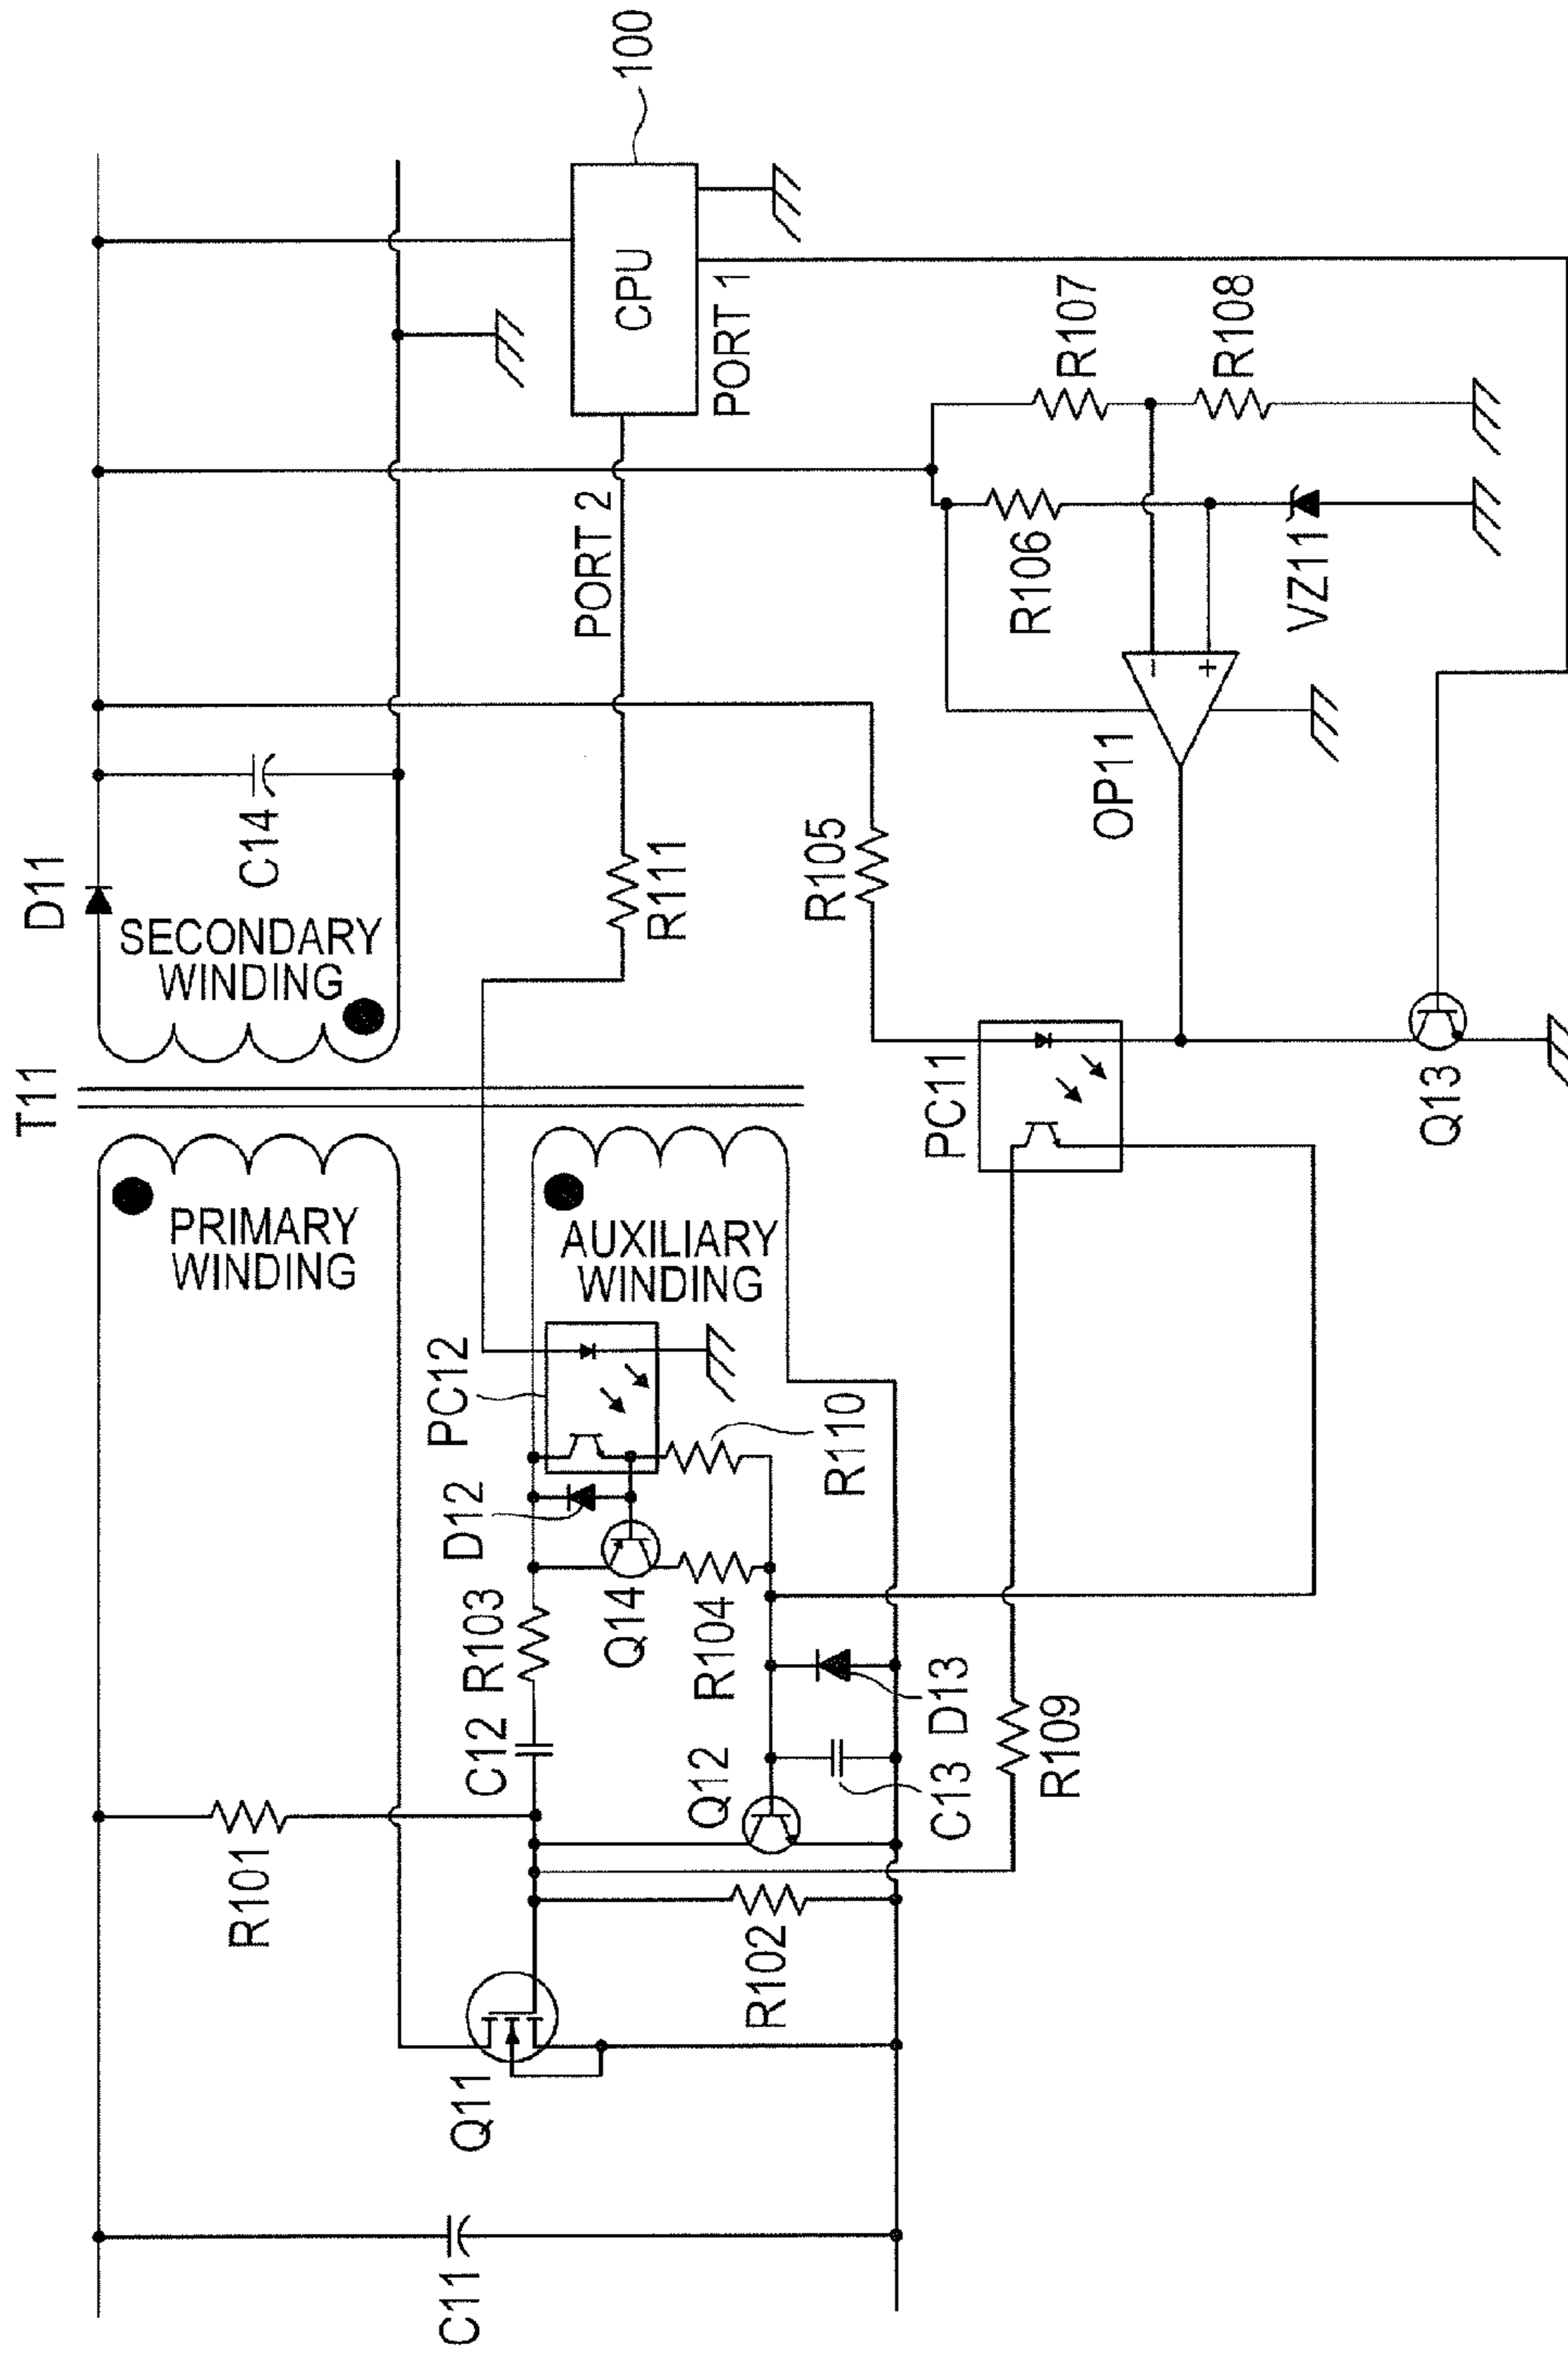 T11
D11
SECONDARY
WINDING
C14
PRIMARY
WINDING
R101
C11
Q11
C12
R103
D12
PC12
AUXILIARY
WINDING
Q14
R104
R110
Q12
R102
C13
D13
R109
PC11
R111
R105
PORT 2
CPU
100
PORT 1
R106
R107
R108
VZ11
OP11
−
+
Q13